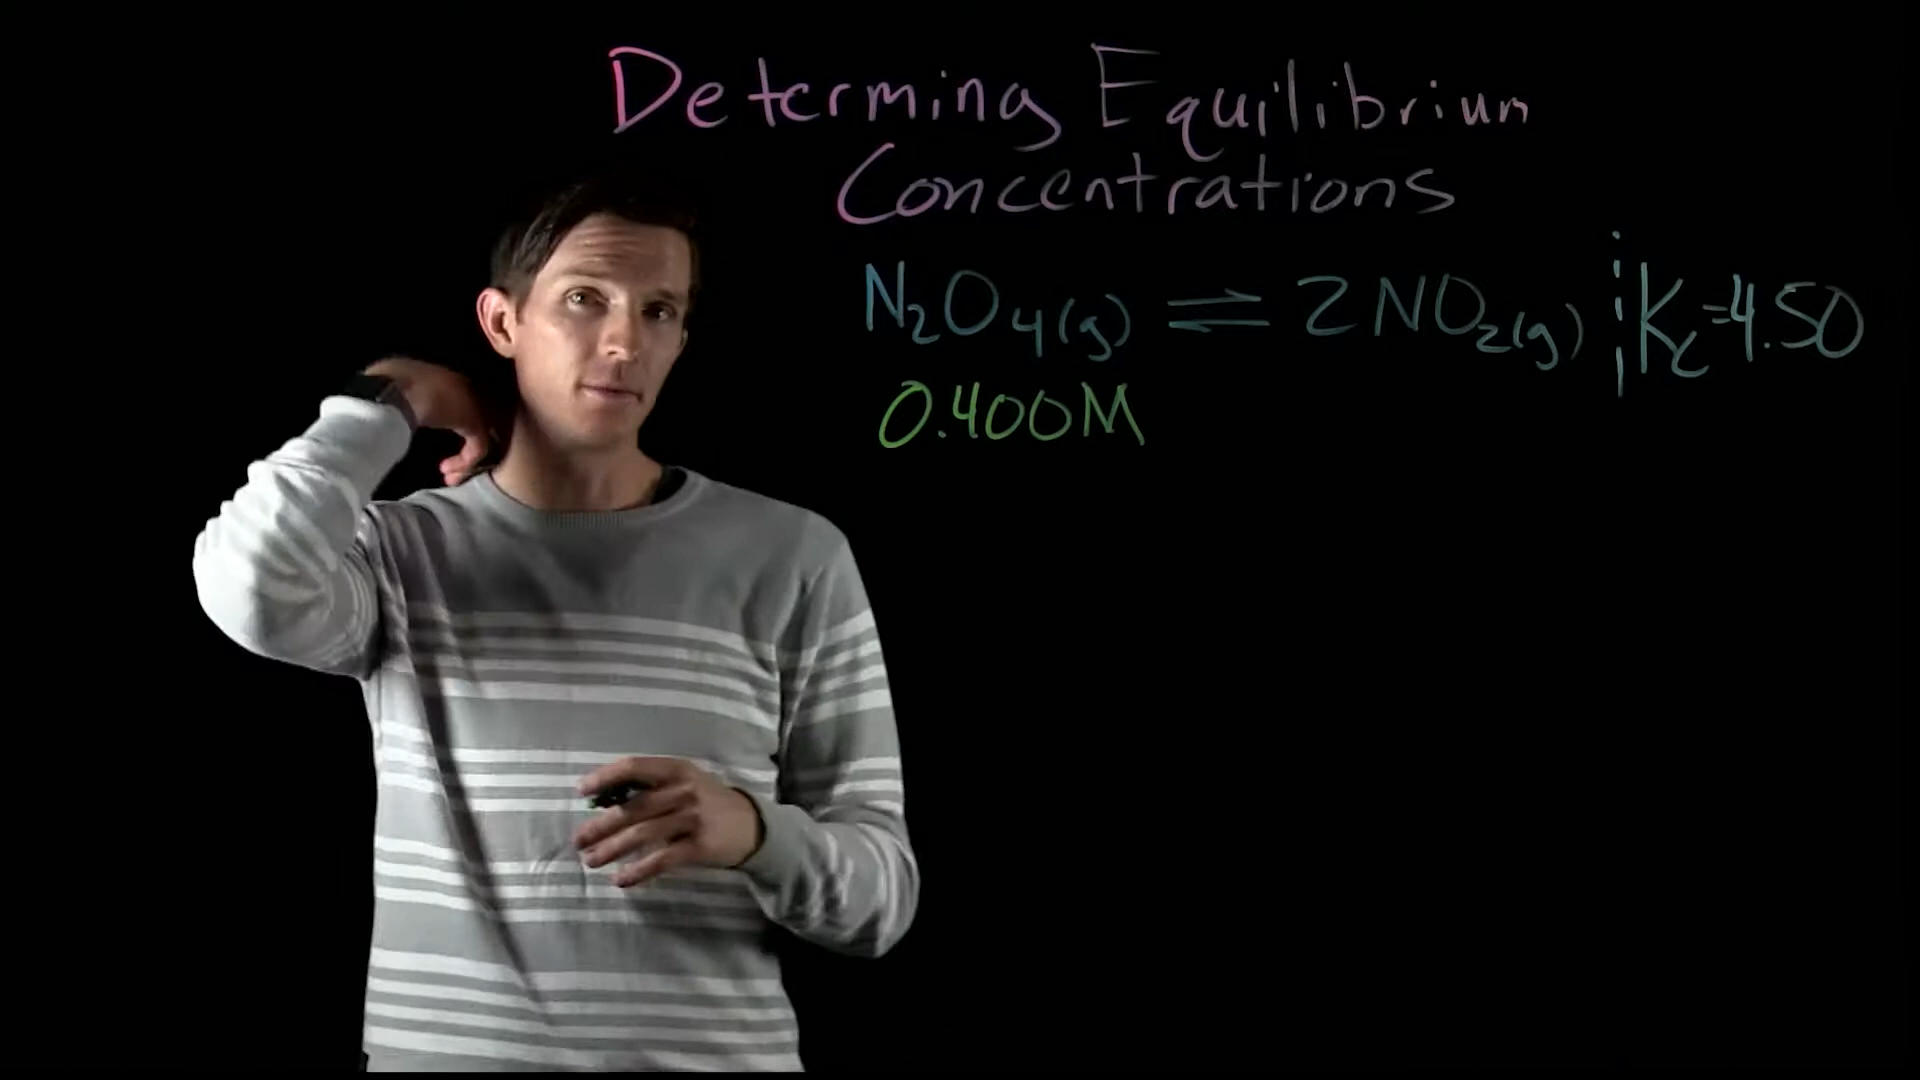 Determing Equilibrium
Concentrations
N₂O₄(g) ⇌ 2NO₂(g) ¦ Kc=4.50
0.400M